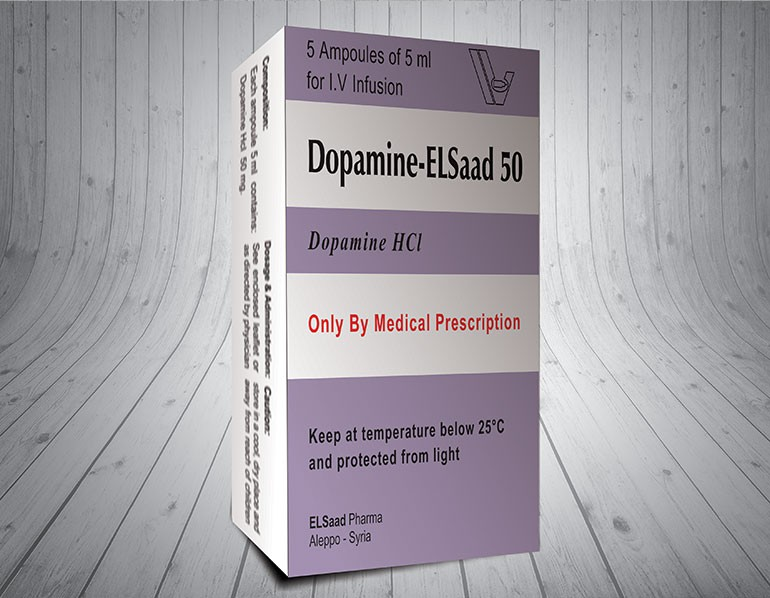 5 Ampoules of 5 ml
for I.V Infusion
Dopamine-ELSaad 50
Dopamine HCl
Only By Medical Prescription
Keep at temperature below 25°C
and protected from light
ELSaad Pharma
Aleppo - Syria
Composition:
Each ampoule 5 ml contains:
Dopamine Hcl 50 mg.
Dosage & Administration:
See enclosed leaflet or
as directed by physician
Caution:
store in a cool, dry place and
away from reach of children